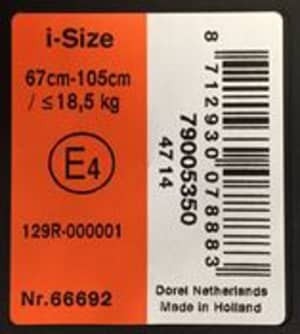 i-Size
67cm-105cm
/ ≤18,5 kg
E4
129R-000001
Nr.66692
79005350
4714
8 712930 078883
Dorel Netherlands
Made in Holland